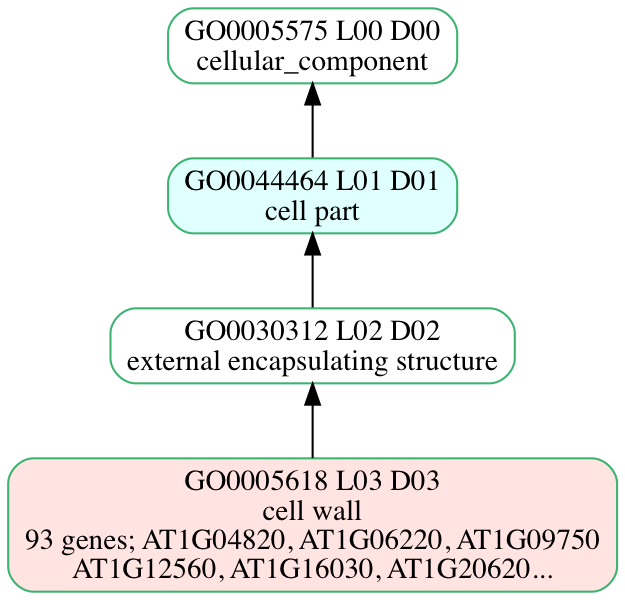 GO0005575 L00 D00
cellular_component
GO0044464 L01 D01
cell part
GO0030312 L02 D02
external encapsulating structure
GO0005618 L03 D03
cell wall
93 genes; AT1G04820, AT1G06220, AT1G09750
AT1G12560, AT1G16030, AT1G20620...